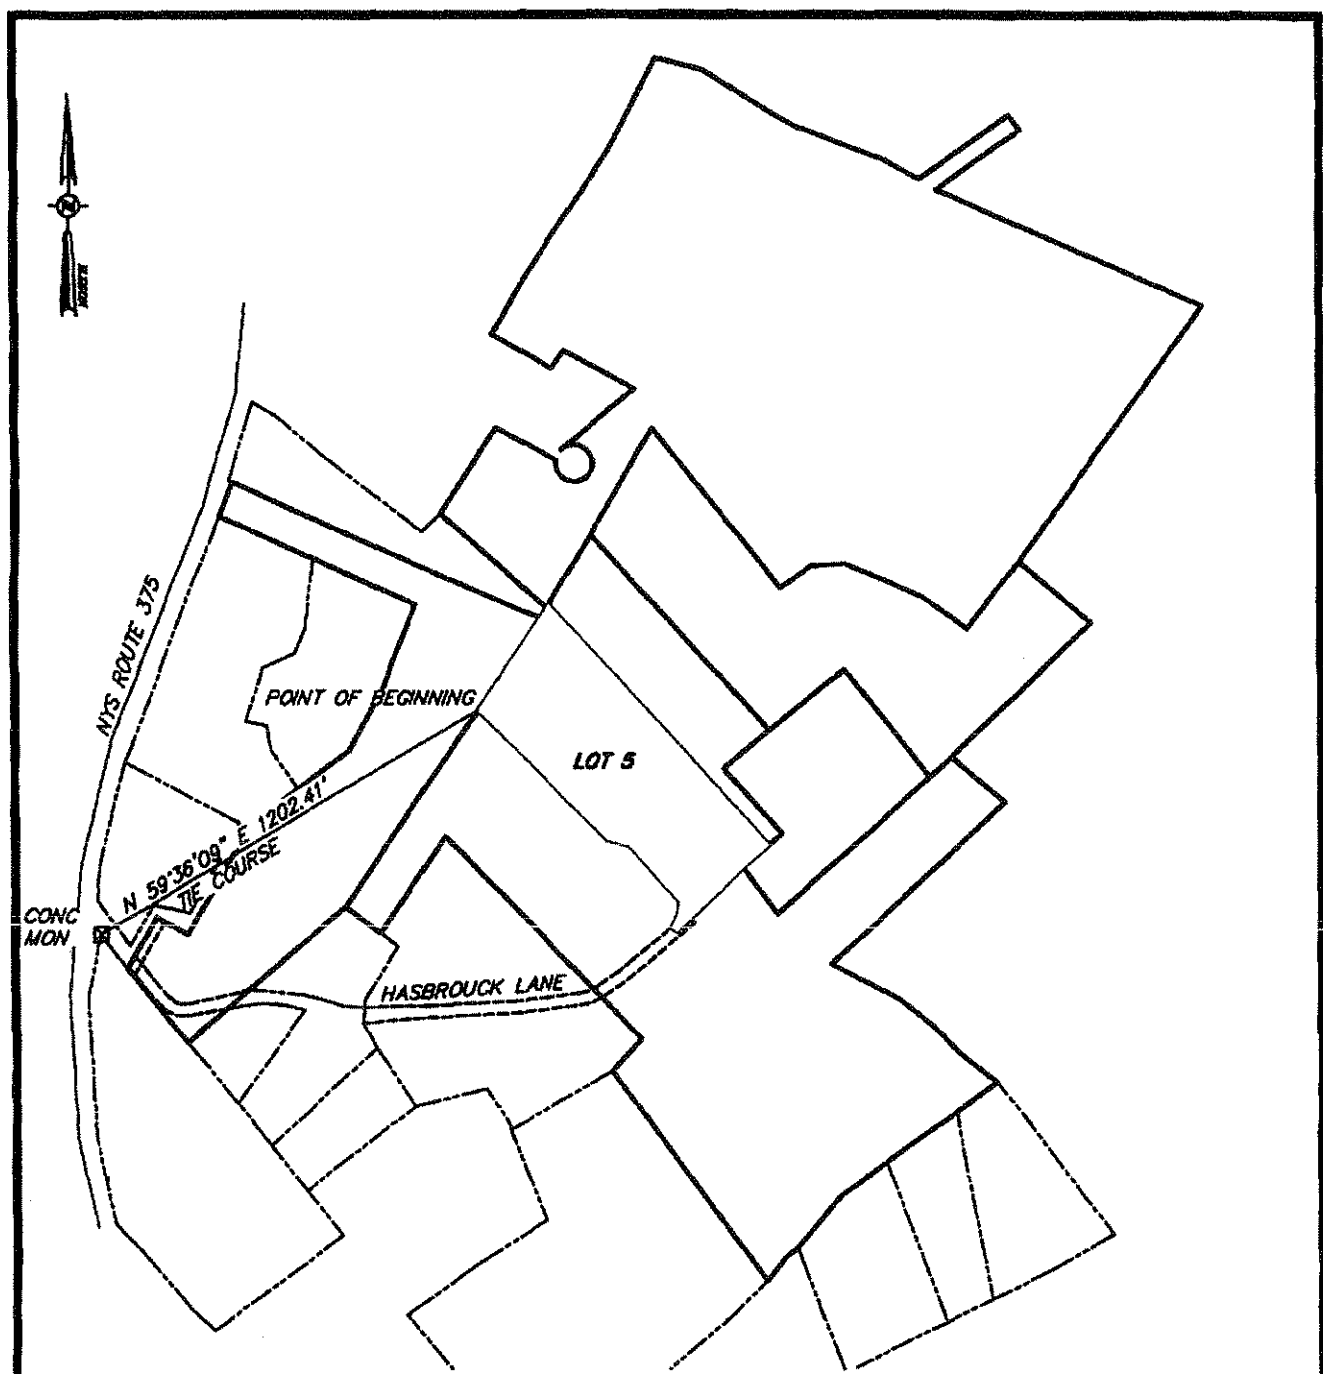 NORTH
NYS ROUTE 375
POINT OF BEGINNING
LOT 5
N 59°36'09" E 1202.41'
TIE COURSE
CONC
MON
HASBROUCK LANE